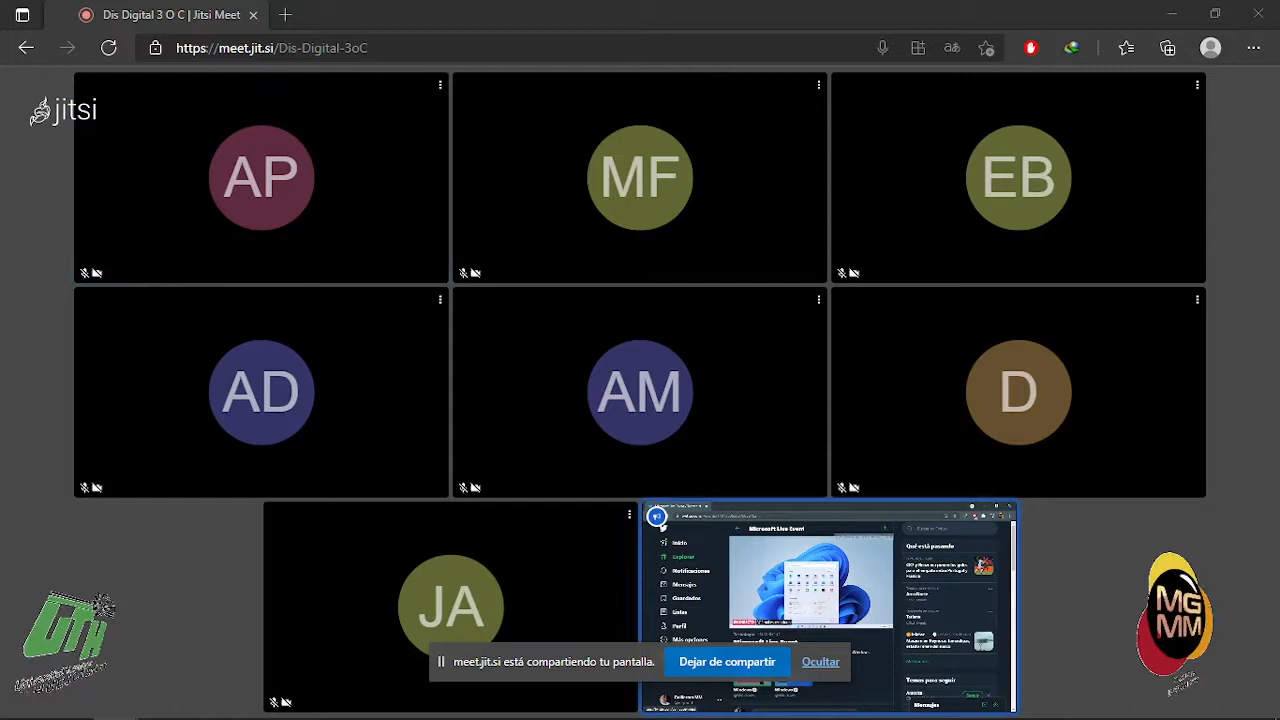 Dis Digital 3 O C | Jitsi Meet
https://meet.jit.si/Dis-Digital-3oC
jitsi
AP
MF
EB
AD
AM
D
JA
Microsoft Live Event
Inicio
Explorar
Notificaciones
Mensajes
Guardados
Listas
Perfil
Más opciones
Qué está pasando
Temas para seguir
Mensajes
meet.jit.si está compartiendo tu pantalla.
Dejar de compartir
Ocultar
MG
MM